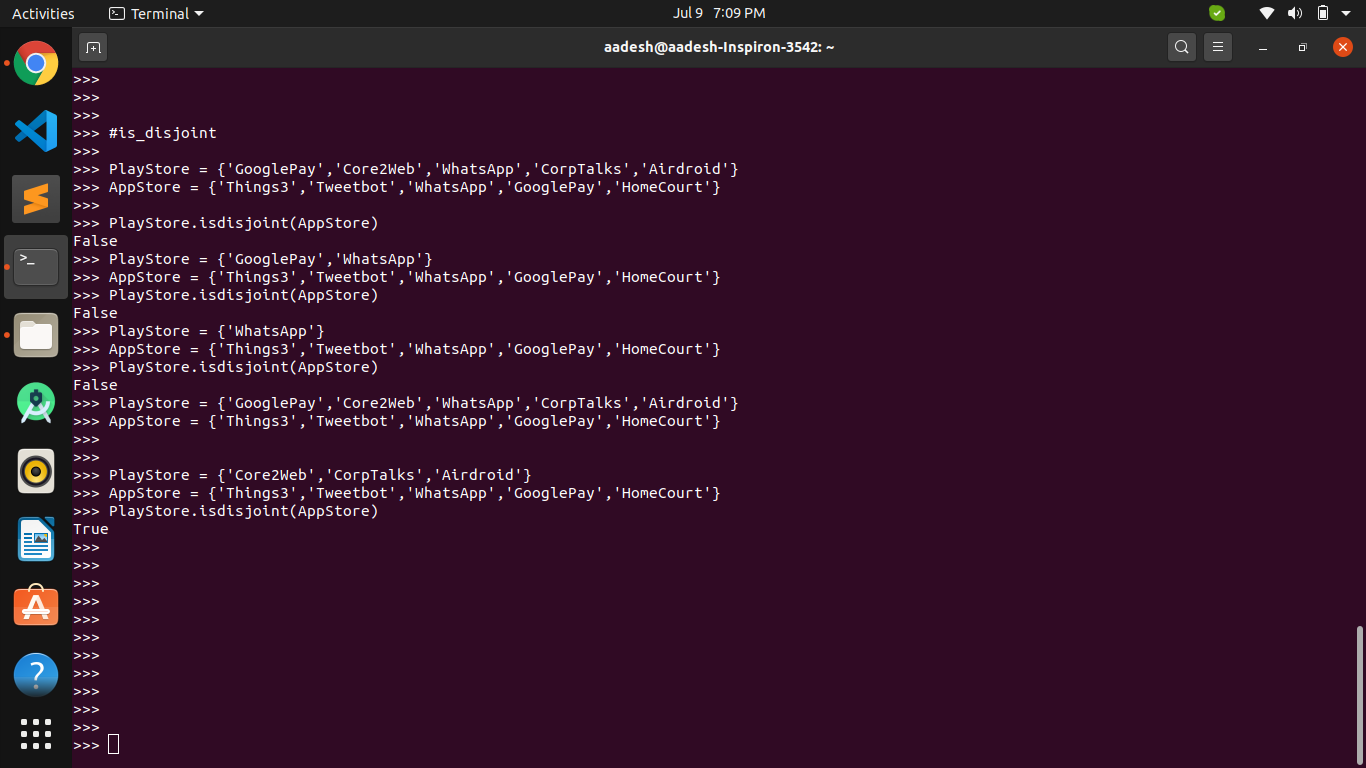 Activities Terminal Jul 9 7:09 PM
aadesh@aadesh-Inspiron-3542: ~
>>>
>>>
>>>
>>> #is_disjoint
>>>
>>> PlayStore = {'GooglePay','Core2Web','WhatsApp','CorpTalks','Airdroid'}
>>> AppStore = {'Things3','Tweetbot','WhatsApp','GooglePay','HomeCourt'}
>>>
>>> PlayStore.isdisjoint(AppStore)
False
>>> PlayStore = {'GooglePay','WhatsApp'}
>>> AppStore = {'Things3','Tweetbot','WhatsApp','GooglePay','HomeCourt'}
>>> PlayStore.isdisjoint(AppStore)
False
>>> PlayStore = {'WhatsApp'}
>>> AppStore = {'Things3','Tweetbot','WhatsApp','GooglePay','HomeCourt'}
>>> PlayStore.isdisjoint(AppStore)
False
>>> PlayStore = {'GooglePay','Core2Web','WhatsApp','CorpTalks','Airdroid'}
>>> AppStore = {'Things3','Tweetbot','WhatsApp','GooglePay','HomeCourt'}
>>>
>>>
>>> PlayStore = {'Core2Web','CorpTalks','Airdroid'}
>>> AppStore = {'Things3','Tweetbot','WhatsApp','GooglePay','HomeCourt'}
>>> PlayStore.isdisjoint(AppStore)
True
>>>
>>>
>>>
>>>
>>>
>>>
>>>
>>>
>>>
>>>
>>>
>>>